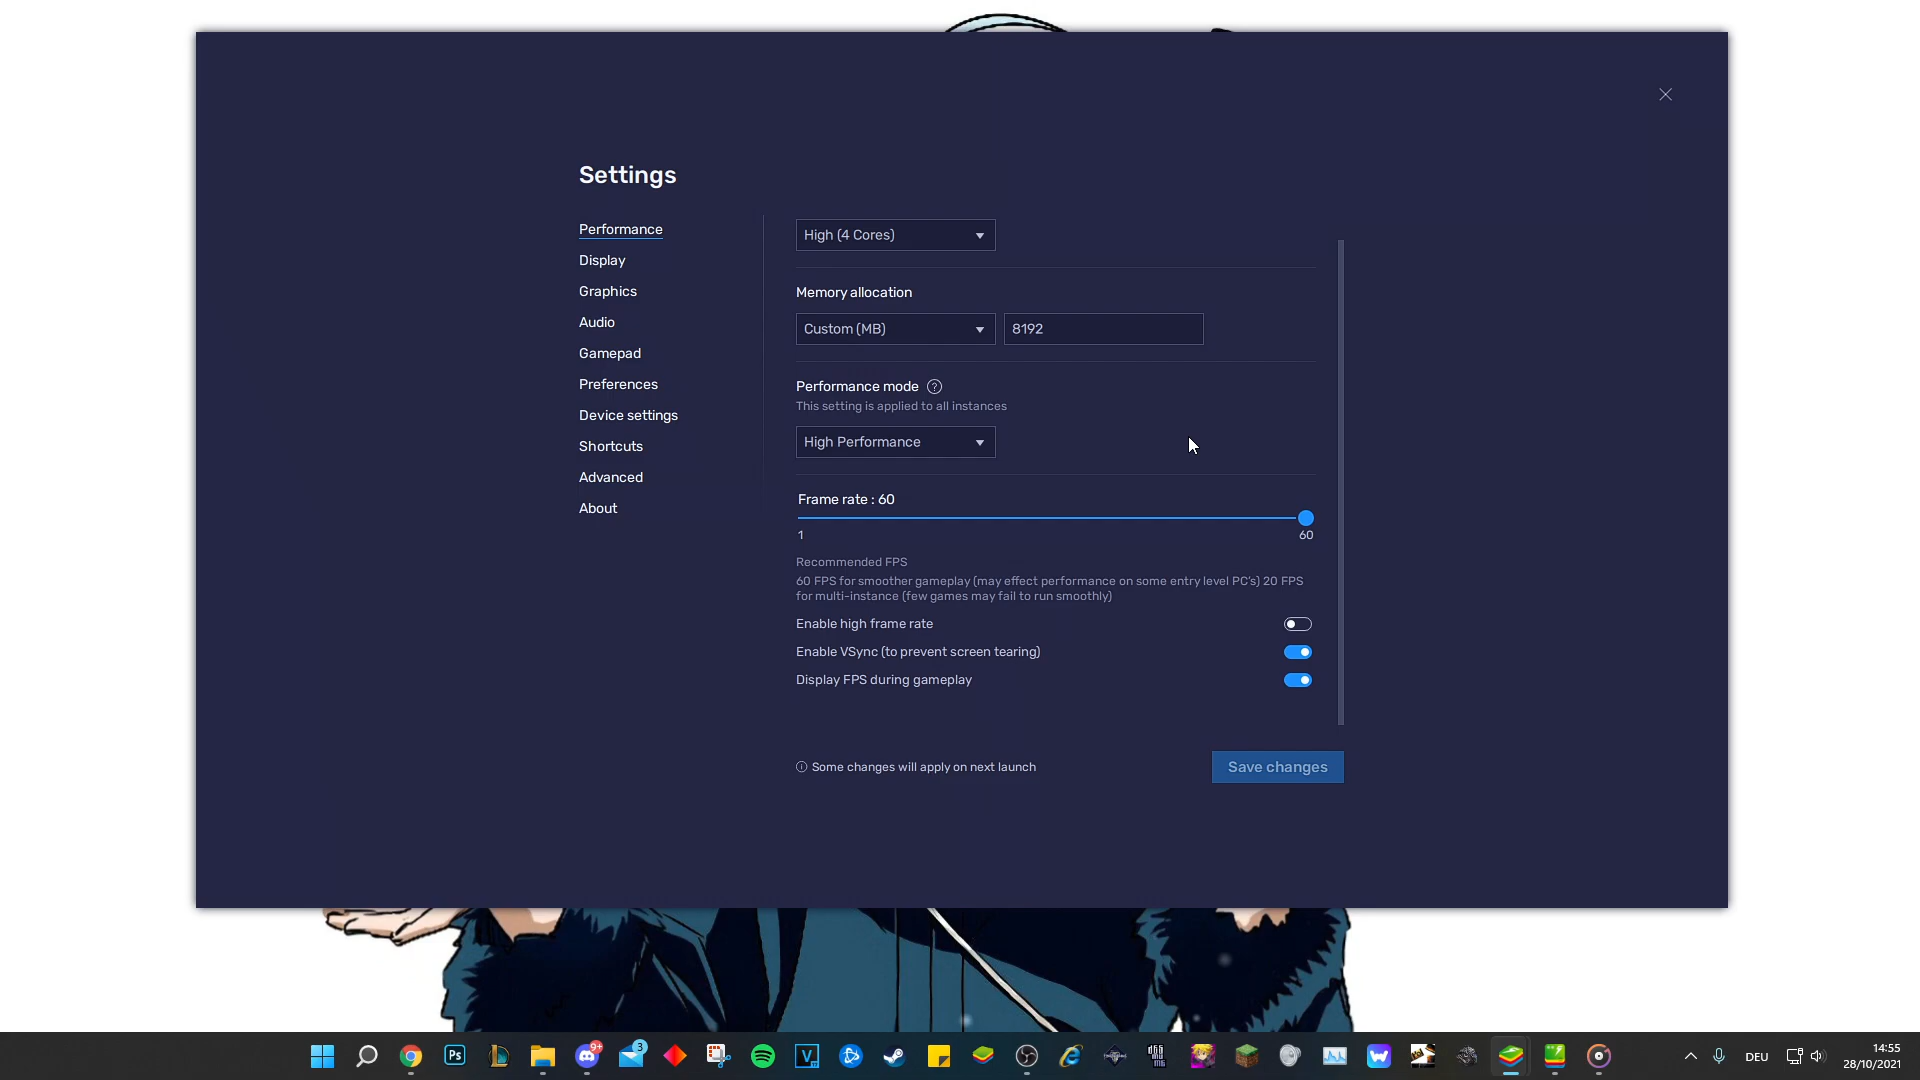 Settings
Performance
Display
Graphics
Audio
Gamepad
Preferences
Device settings
Shortcuts
Advanced
About
High (4 Cores)
Memory allocation
Custom (MB)
8192
Performance mode ?
This setting is applied to all instances
High Performance
Frame rate : 60
1
60
Recommended FPS
60 FPS for smoother gameplay (may effect performance on some entry level PC's) 20 FPS
for multi-instance (few games may fail to run smoothly)
Enable high frame rate
Enable VSync (to prevent screen tearing)
Display FPS during gameplay
Some changes will apply on next launch
Save changes
Ps
9+
3
V
DEU
14:55
28/10/2021